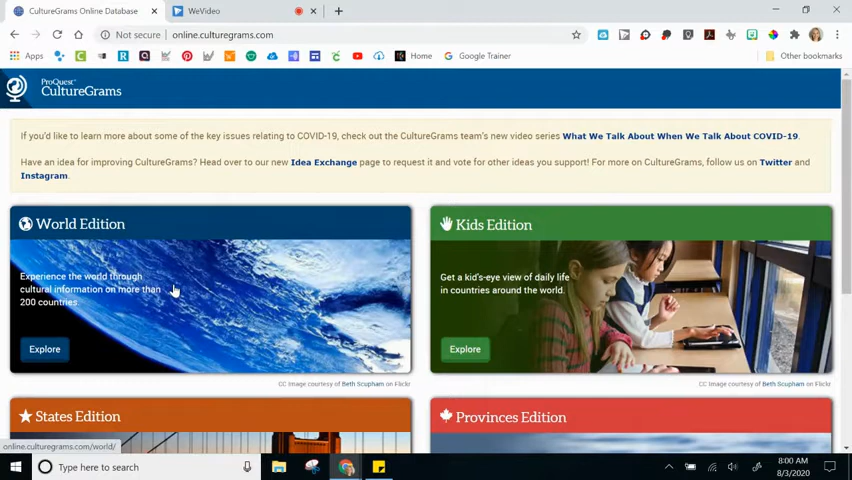 CultureGrams Online Database
WeVideo
Not secure
online.culturegrams.com
Apps
Home
Google Trainer
Other bookmarks
ProQuest
CultureGrams
If you'd like to learn more about some of the key issues relating to COVID-19, check out the CultureGrams team's new video series What We Talk About When We Talk About COVID-19.
Have an idea for improving CultureGrams? Head over to our new Idea Exchange page to request it and vote for other ideas you support! For more on CultureGrams, follow us on Twitter and
Instagram.
World Edition
Experience the world through
cultural information on more than
200 countries.
Explore
CC Image courtesy of Beth Scupham on Flickr
Kids Edition
Get a kid's-eye view of daily life
in countries around the world.
Explore
CC Image courtesy of Beth Scupham on Flickr
States Edition
Provinces Edition
online.culturegrams.com/world/
Type here to search
8:00 AM
8/3/2020